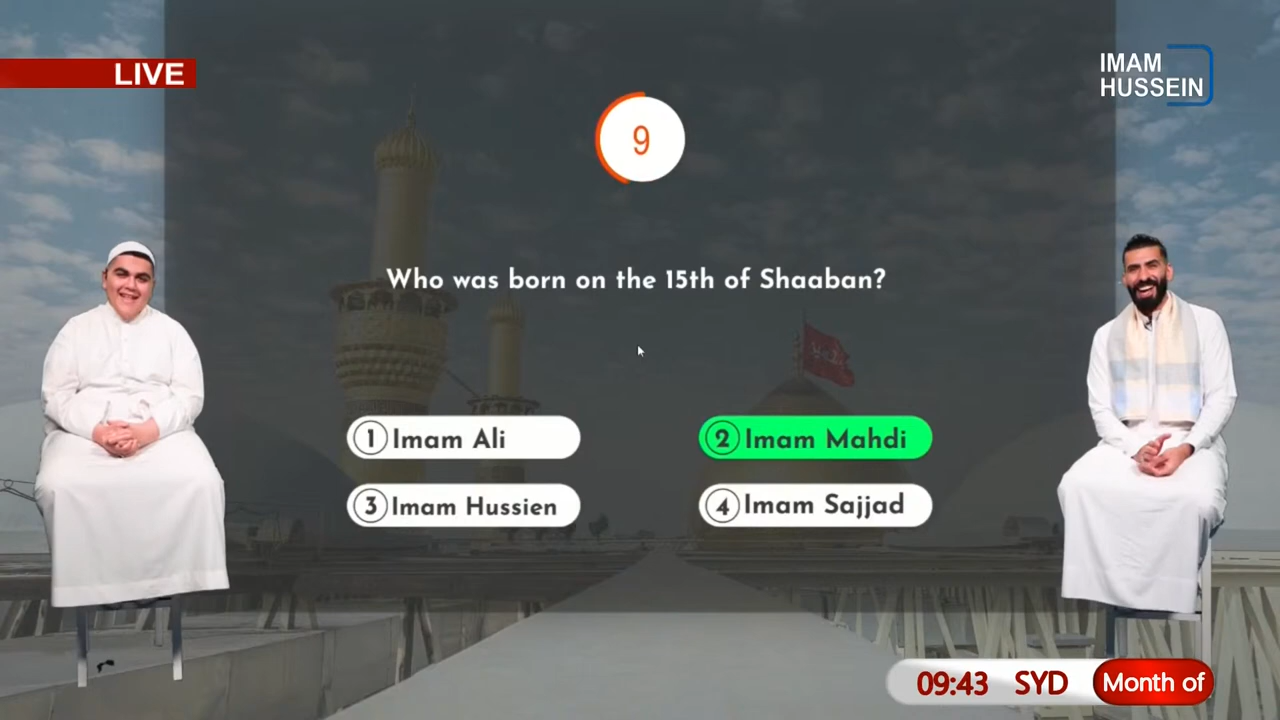 LIVE
IMAM
HUSSEIN
9
Who was born on the 15th of Shaaban?
1 Imam Ali
2 Imam Mahdi
3 Imam Hussien
4 Imam Sajjad
09:43 SYD Month of